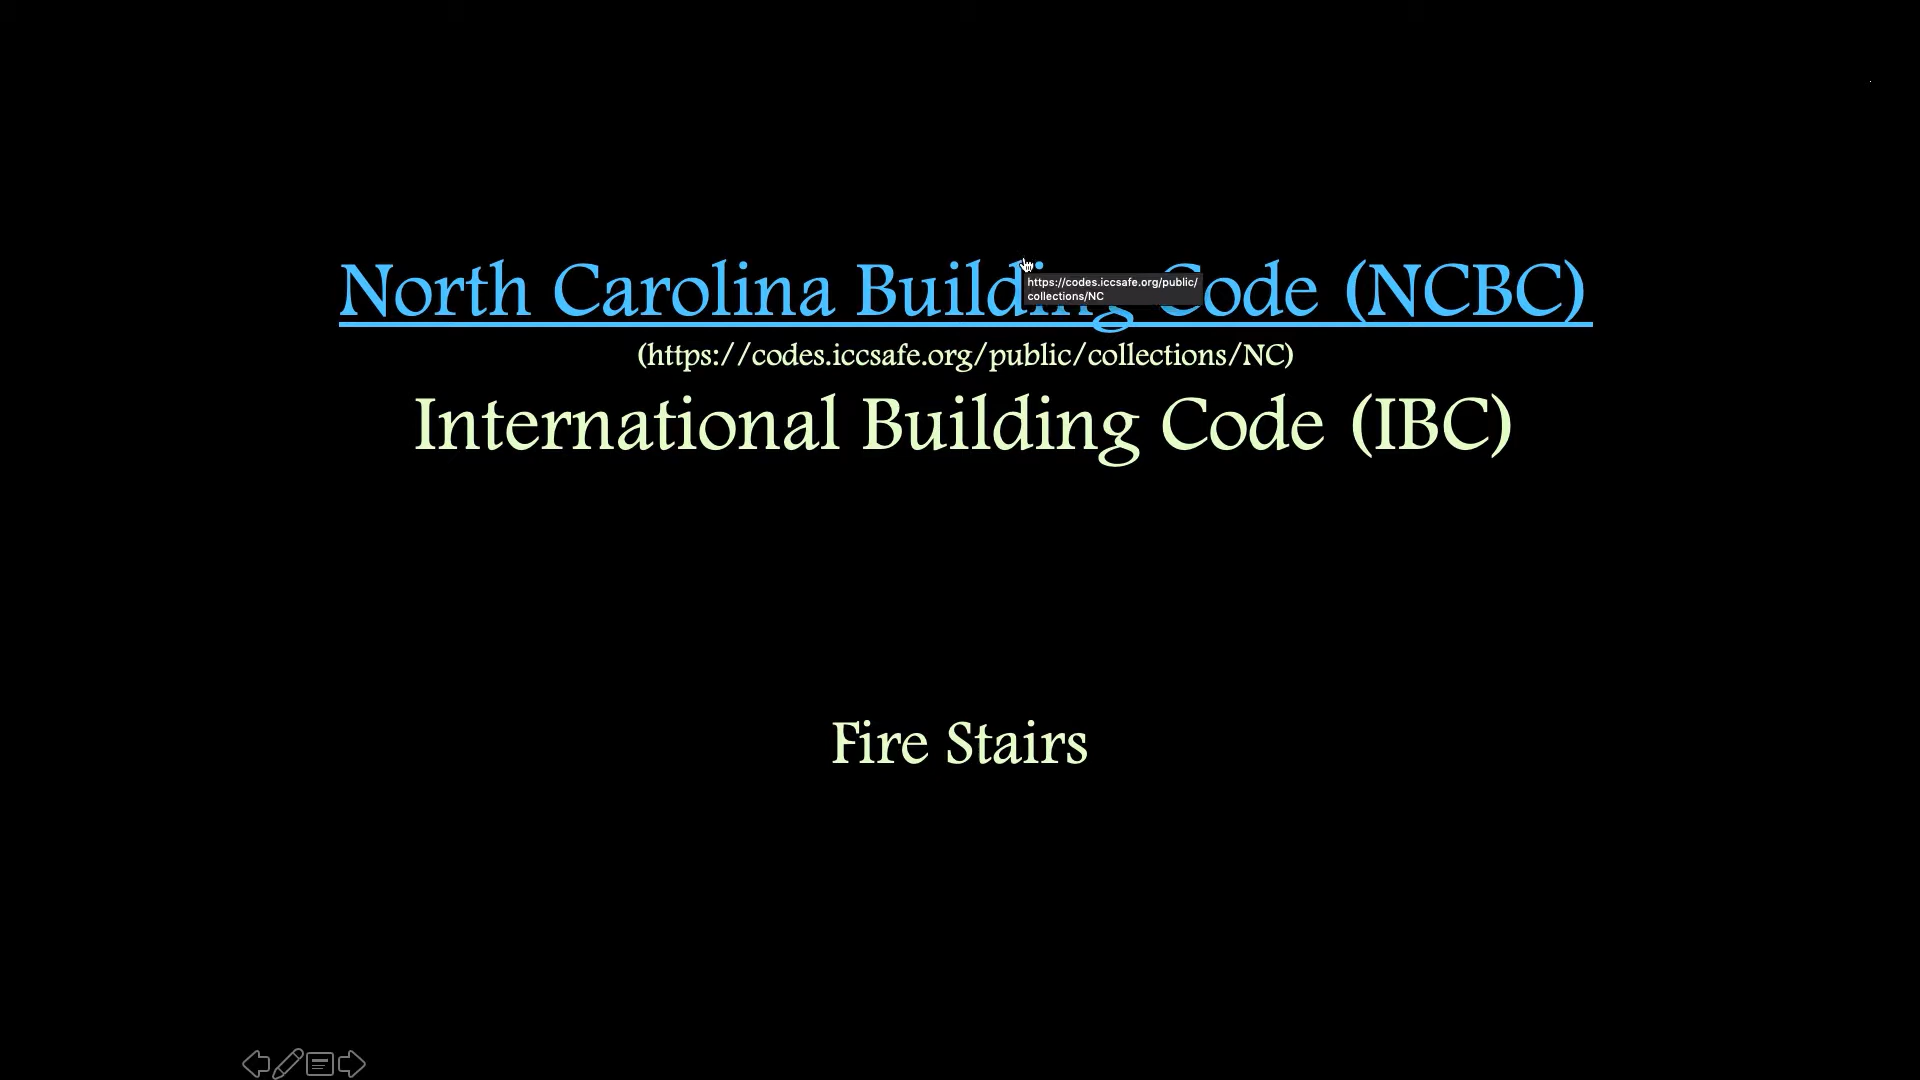 North Carolina Building Code (NCBC)
https://codes.iccsafe.org/public/
collections/NC
(https://codes.iccsafe.org/public/collections/NC)
International Building Code (IBC)
Fire Stairs